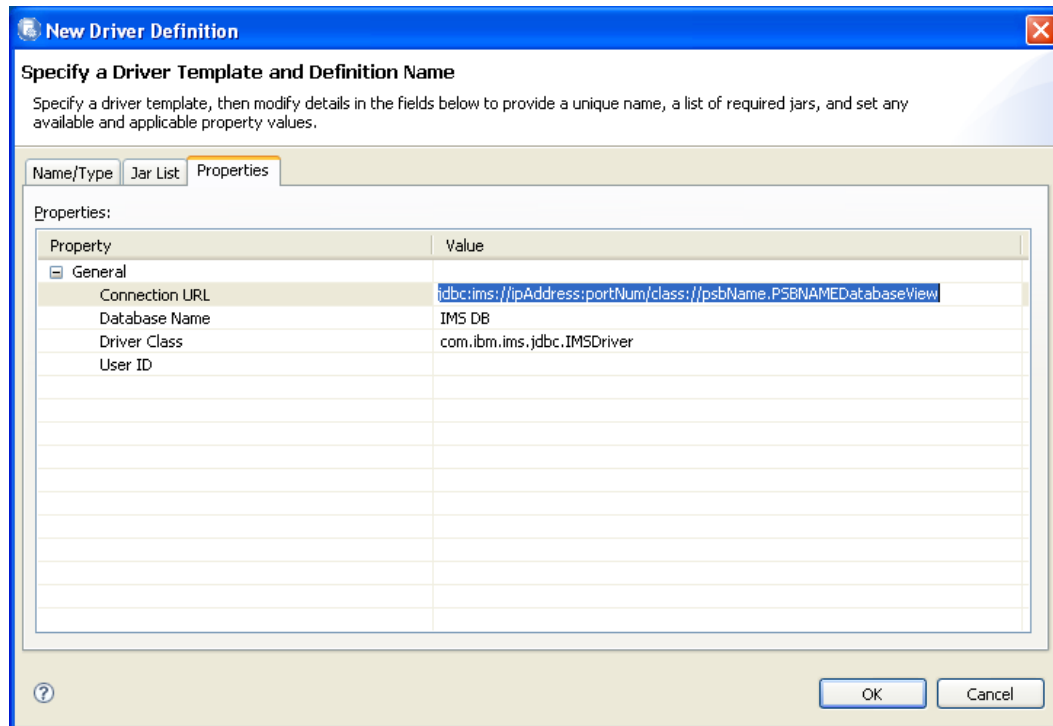 New Driver Definition
Specify a Driver Template and Definition Name
Specify a driver template, then modify details in the fields below to provide a unique name, a list of required jars, and set any
available and applicable property values.
Name/Type Jar List Properties
Properties:
Property Value
General
Connection URL jdbc:ims://ipAddress:portNum/class://psbName.PSBNAMEDatabaseView
Database Name IMS DB
Driver Class com.ibm.ims.jdbc.IMSDriver
User ID
? OK Cancel